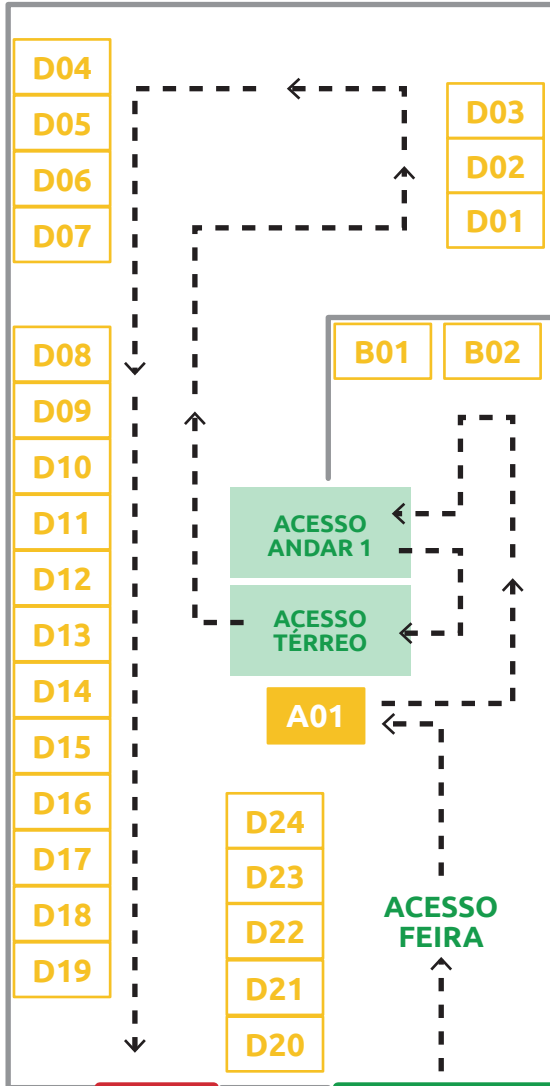 D04
D05
D06
D07
D03
D02
D01
B01
B02
D08
D09
D10
D11
D12
D13
D14
D15
D16
D17
D18
D19
ACESSO
ANDAR 1
ACESSO
TÉRREO
A01
D24
D23
D22
D21
D20
ACESSO
FEIRA